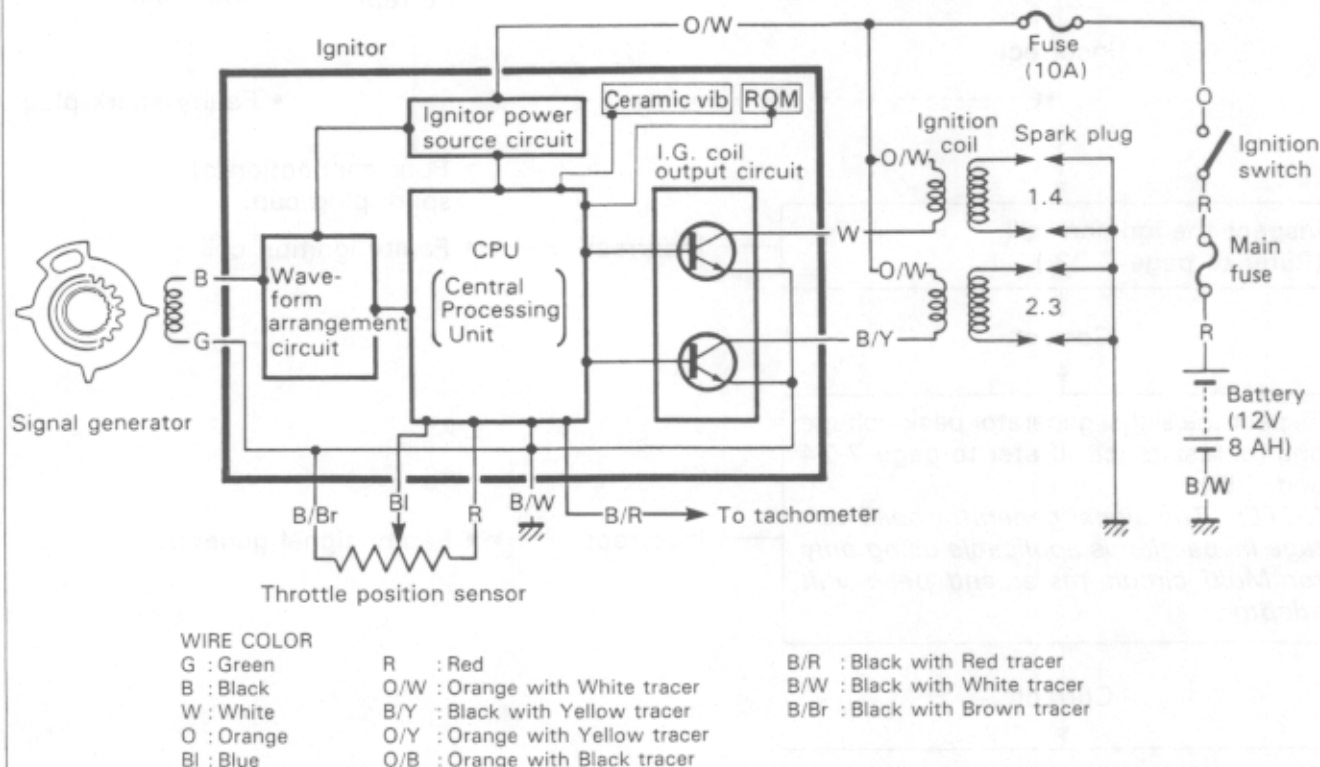 O/W
Fuse
(10A)
Ignitor
O
Ceramic vib
ROM
Ignitor power
source circuit
Ignition
coil
Spark plug
Ignition
switch
I.G. coil
output circuit
O/W
1.4
R
W
CPU
(Central
Processing
Unit)
B
Wave-
form
arrangement
circuit
Main
fuse
O/W
2.3
G
B/Y
R
Signal generator
Battery
(12V
8 AH)
B/W
B/Br
Bl
R
B/W
B/R
To tachometer
Throttle position sensor
WIRE COLOR
G : Green
B : Black
W : White
O : Orange
Bl : Blue
R : Red
O/W : Orange with White tracer
B/Y : Black with Yellow tracer
O/Y : Orange with Yellow tracer
O/B : Orange with Black tracer
B/R : Black with Red tracer
B/W : Black with White tracer
B/Br : Black with Brown tracer